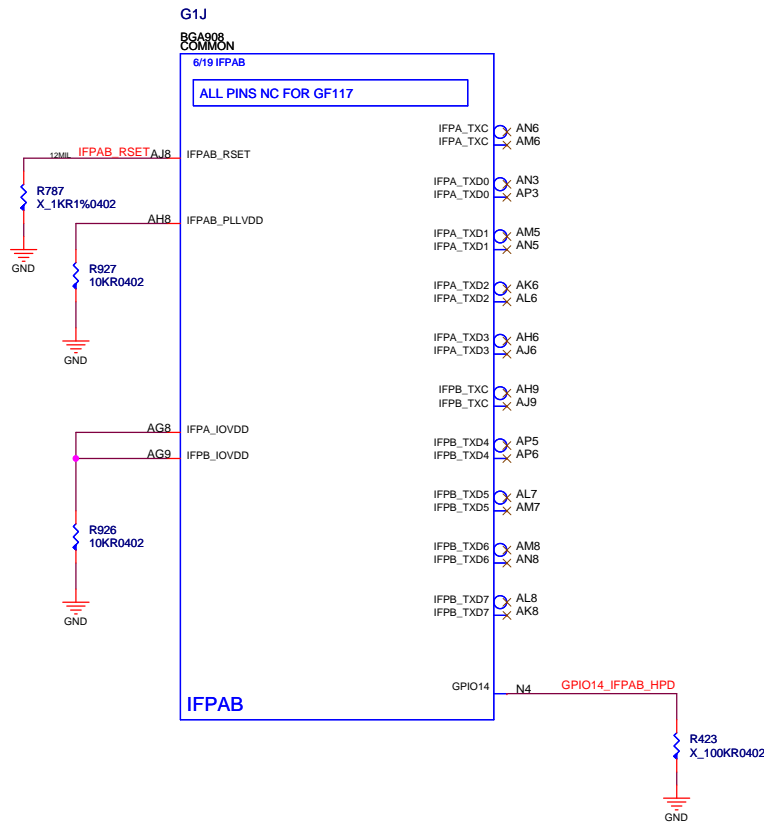 G1J
BGA908
COMMON
6/19 IFPAB
ALL PINS NC FOR GF117
12MIL IFPAB_RSET AJ8 IFPAB_RSET
R787
X_1KR1%0402
GND
AH8 IFPAB_PLLVDD
R927
10KR0402
GND
AG8 IFPA_IOVDD
AG9 IFPB_IOVDD
R926
10KR0402
GND
IFPA_TXC AN6
IFPA_TXC AM6
IFPA_TXD0 AN3
IFPA_TXD0 AP3
IFPA_TXD1 AM5
IFPA_TXD1 AN5
IFPA_TXD2 AK6
IFPA_TXD2 AL6
IFPA_TXD3 AH6
IFPA_TXD3 AJ6
IFPB_TXC AH9
IFPB_TXC AJ9
IFPB_TXD4 AP5
IFPB_TXD4 AP6
IFPB_TXD5 AL7
IFPB_TXD5 AM7
IFPB_TXD6 AM8
IFPB_TXD6 AN8
IFPB_TXD7 AL8
IFPB_TXD7 AK8
GPIO14 N4 GPIO14_IFPAB_HPD
IFPAB
R423
X_100KR0402
GND